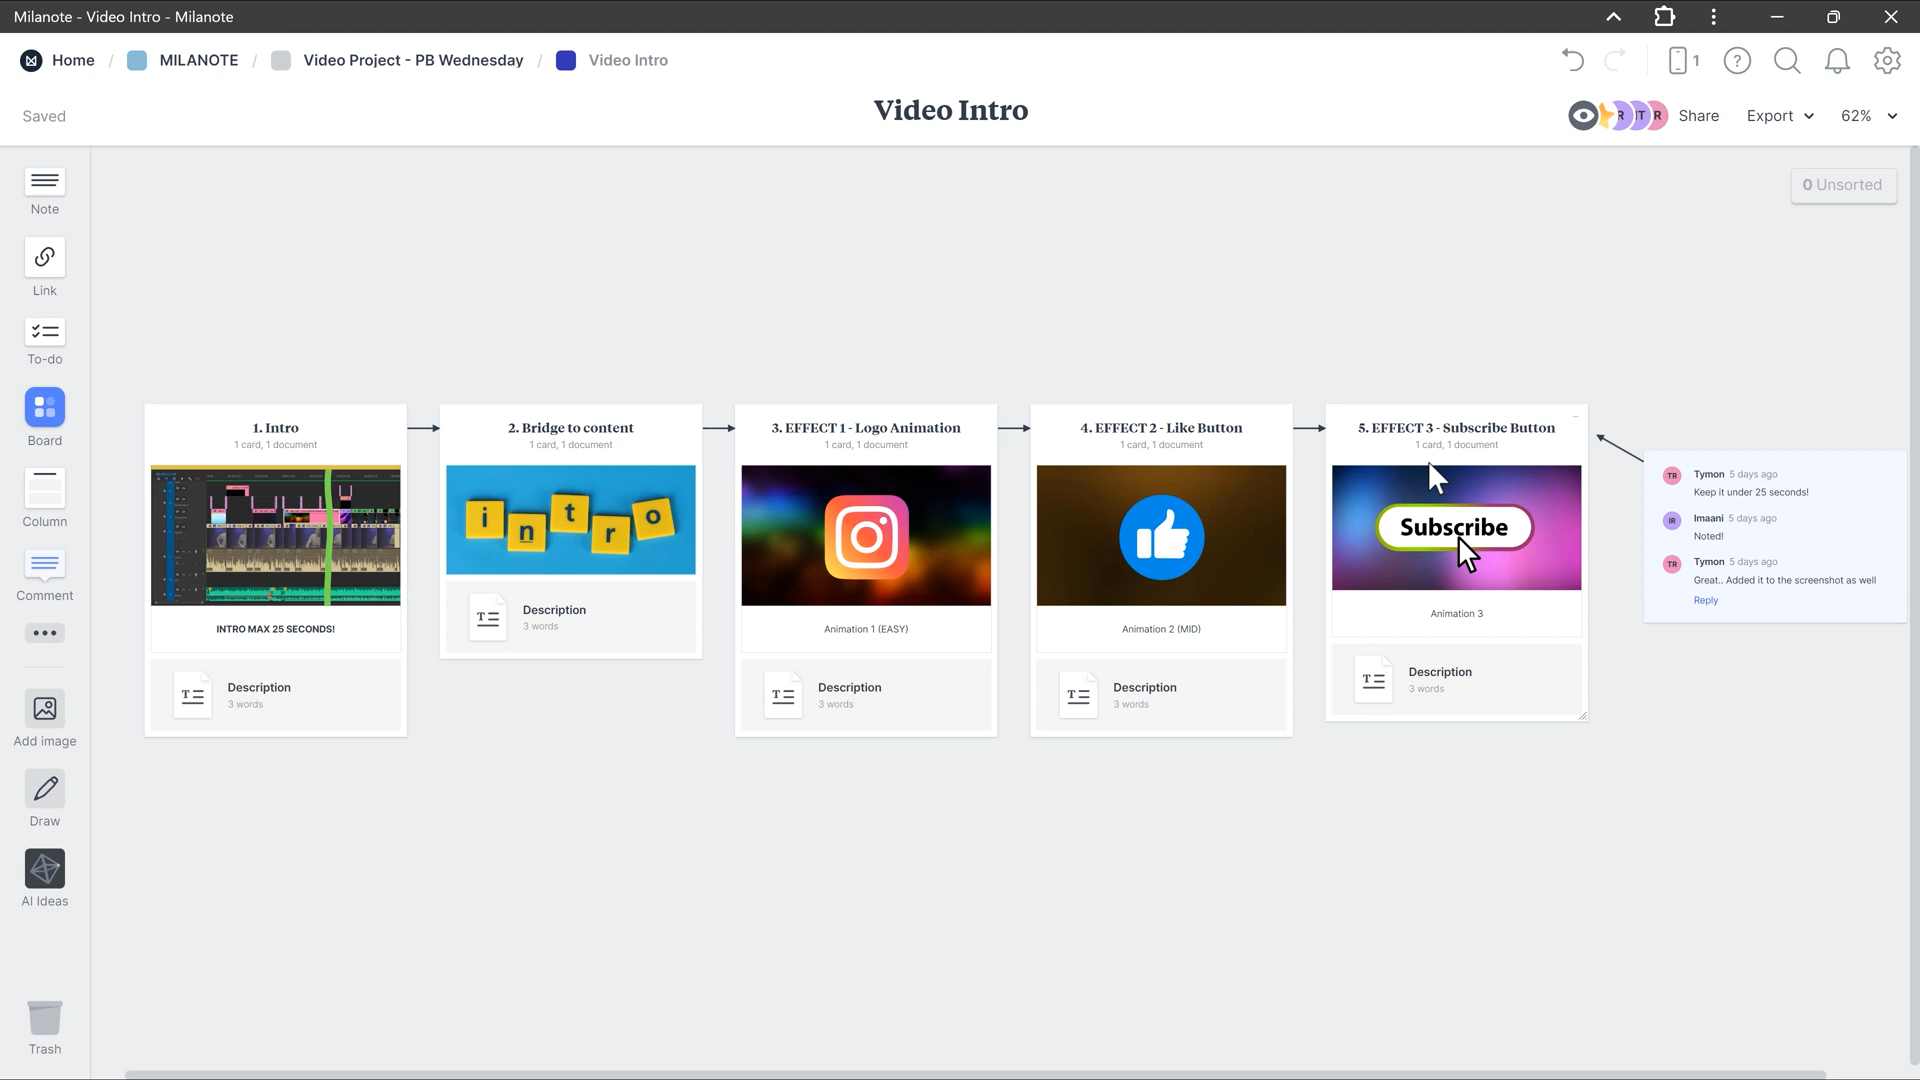 Milanote - Video Intro - Milanote
Home / MILANOTE / Video Project - PB Wednesday / Video Intro
1
Saved
Video Intro
R
IT
R
Share
Export
62%
0 Unsorted
Note
Link
To-do
Board
Column
Comment
Add image
Draw
AI Ideas
Trash
1. Intro
1 card, 1 document
INTRO MAX 25 SECONDS!
T
Description
3 words
2. Bridge to content
1 card, 1 document
i n t r o
T
Description
3 words
3. EFFECT 1 - Logo Animation
1 card, 1 document
Animation 1 (EASY)
T
Description
3 words
4. EFFECT 2 - Like Button
1 card, 1 document
Animation 2 (MID)
T
Description
3 words
5. EFFECT 3 - Subscribe Button
1 card, 1 document
Subscribe
Animation 3
T
Description
3 words
TR
Tymon 5 days ago
Keep it under 25 seconds!
IR
Imaani 5 days ago
Noted!
TR
Tymon 5 days ago
Great.. Added it to the screenshot as well
Reply